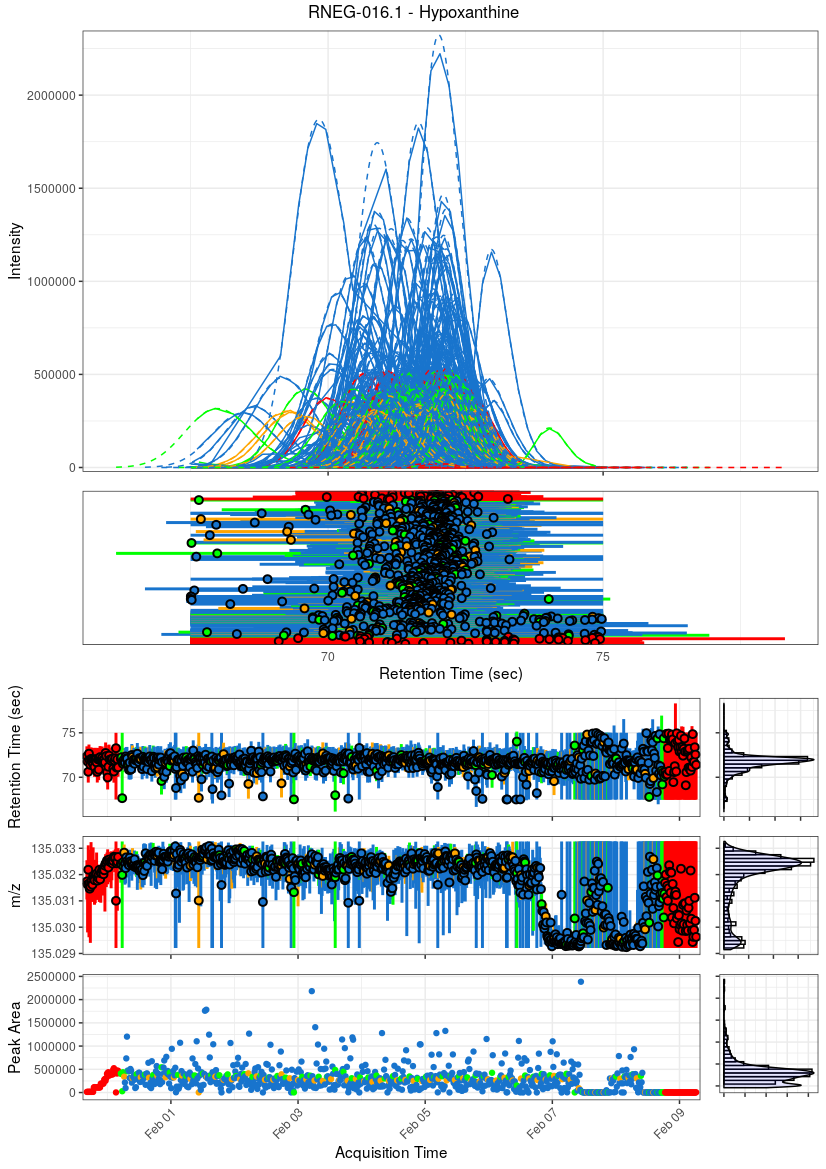 RNEG-016.1 - Hypoxanthine
2000000
1500000
1000000
500000
0
Intensity
70
75
Retention Time (sec)
75
70
Retention Time (sec)
135.033
135.032
135.031
135.030
135.029
m/z
2500000
2000000
1500000
1000000
500000
0
Peak Area
Feb 01
Feb 03
Feb 05
Feb 07
Feb 09
Acquisition Time